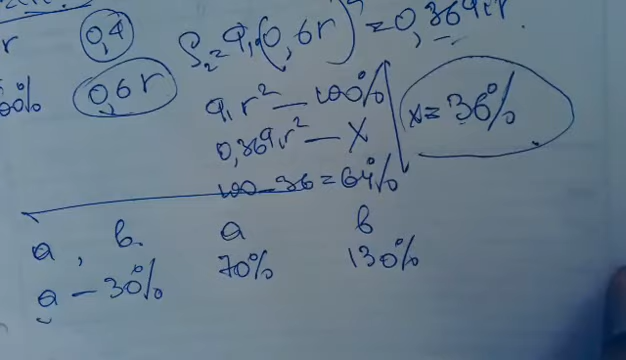 r 0,4 S₂=π.(0,6r)²=0,36πr².
0,6r
πr² — 100%
0,36πr² — X x=36%
100-36=64%
a , b. a b
a - 30% 70% 130%